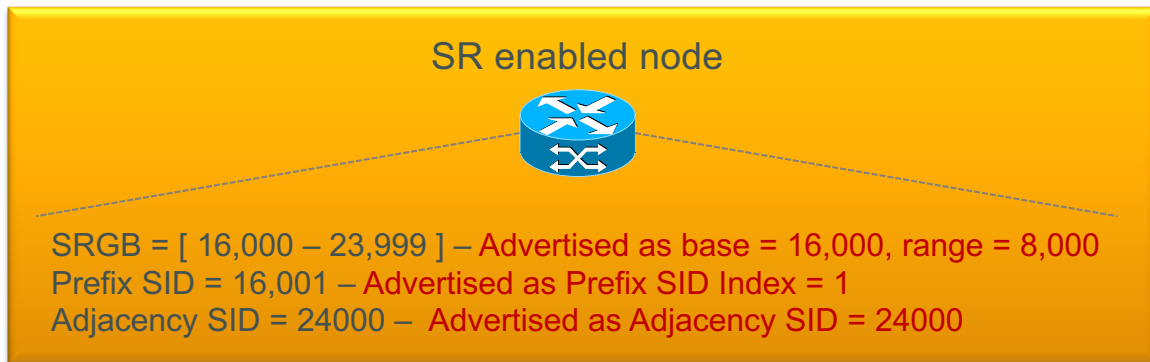 SR enabled node
SRGB = [ 16,000 – 23,999 ] – Advertised as base = 16,000, range = 8,000
Prefix SID = 16,001 – Advertised as Prefix SID Index = 1
Adjacency SID = 24000 – Advertised as Adjacency SID = 24000